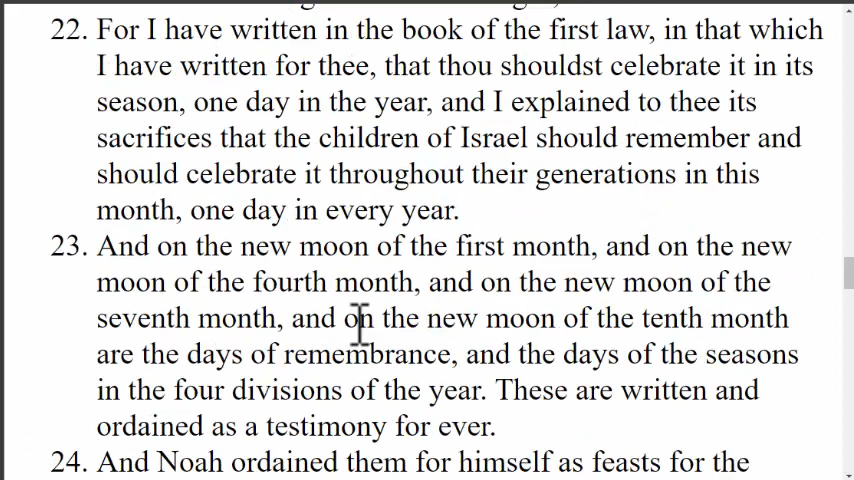 22. For I have written in the book of the first law, in that which
I have written for thee, that thou shouldst celebrate it in its
season, one day in the year, and I explained to thee its
sacrifices that the children of Israel should remember and
should celebrate it throughout their generations in this
month, one day in every year.
23. And on the new moon of the first month, and on the new
moon of the fourth month, and on the new moon of the
seventh month, and on the new moon of the tenth month
are the days of remembrance, and the days of the seasons
in the four divisions of the year. These are written and
ordained as a testimony for ever.
24. And Noah ordained them for himself as feasts for the